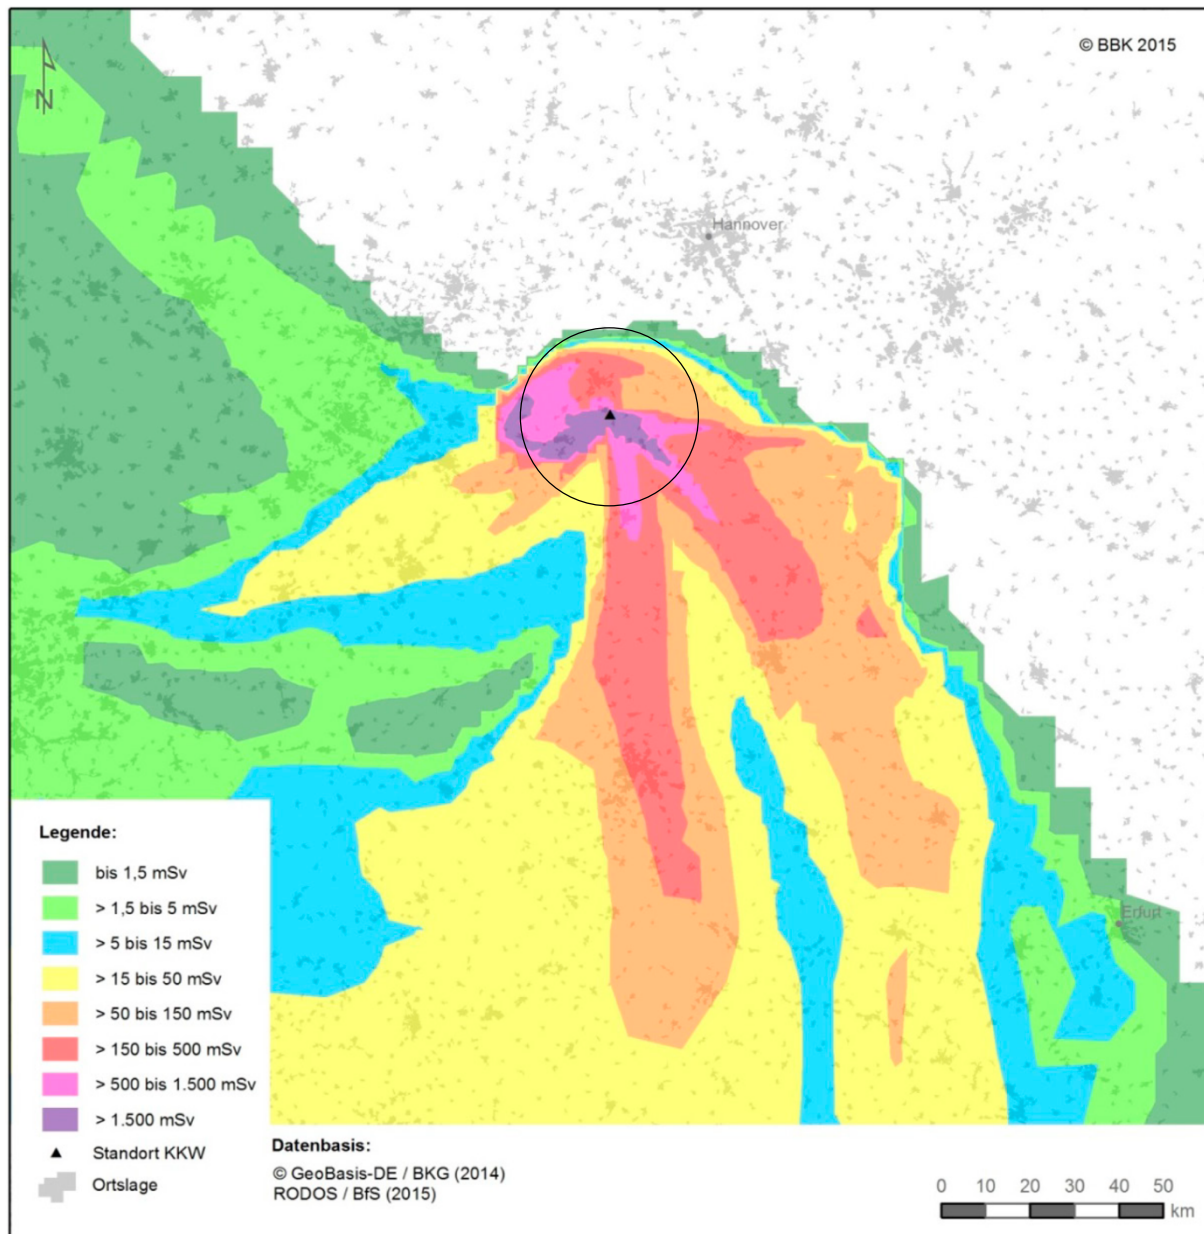 © BBK 2015
N
Hannover
Erfurt
Legende:
bis 1,5 mSv
> 1,5 bis 5 mSv
> 5 bis 15 mSv
> 15 bis 50 mSv
> 50 bis 150 mSv
> 150 bis 500 mSv
> 500 bis 1.500 mSv
> 1.500 mSv
Standort KKW
Ortslage
Datenbasis:
© GeoBasis-DE / BKG (2014)
RODOS / BfS (2015)
0 10 20 30 40 50
km